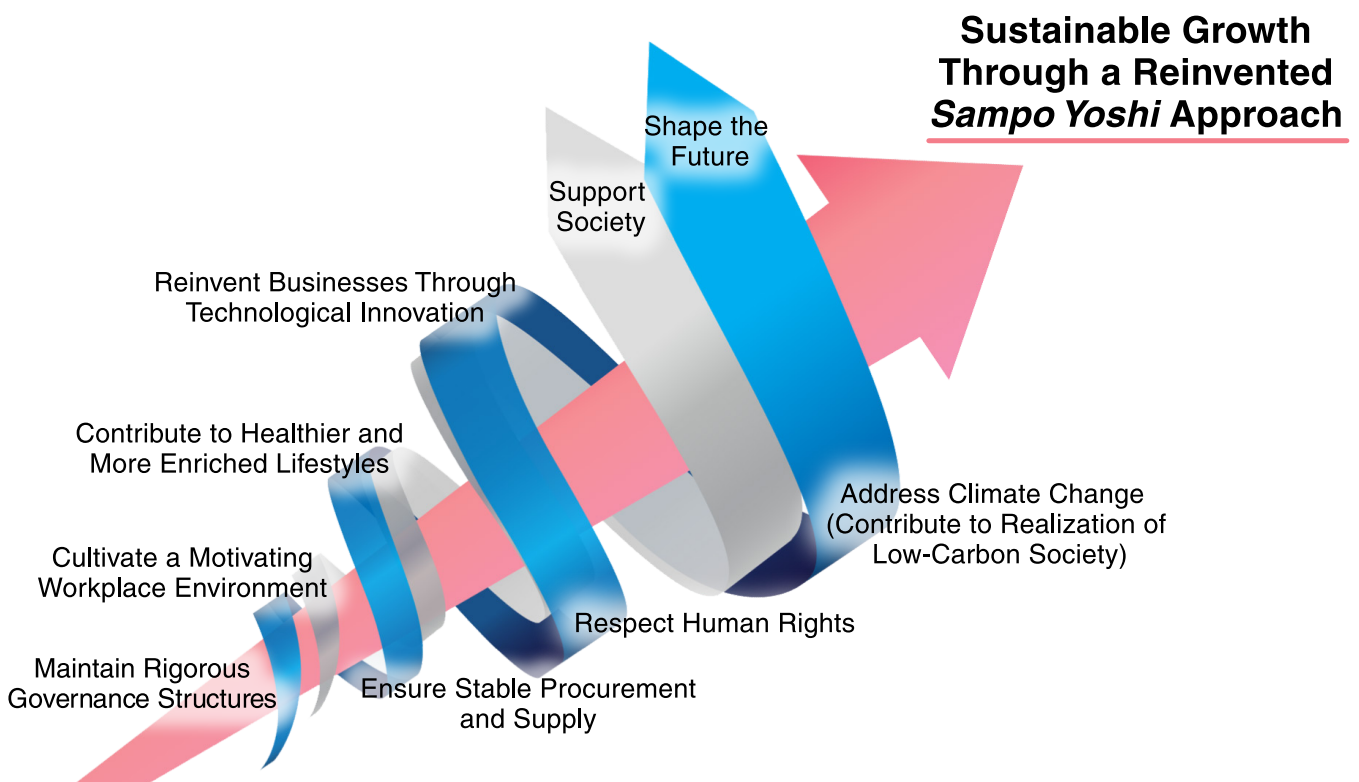 Sustainable Growth
Through a Reinvented
Sampo Yoshi Approach
Shape the
Future
Support
Society
Reinvent Businesses Through
Technological Innovation
Contribute to Healthier and
More Enriched Lifestyles
Address Climate Change
(Contribute to Realization of
Low-Carbon Society)
Cultivate a Motivating
Workplace Environment
Respect Human Rights
Maintain Rigorous
Governance Structures
Ensure Stable Procurement
and Supply